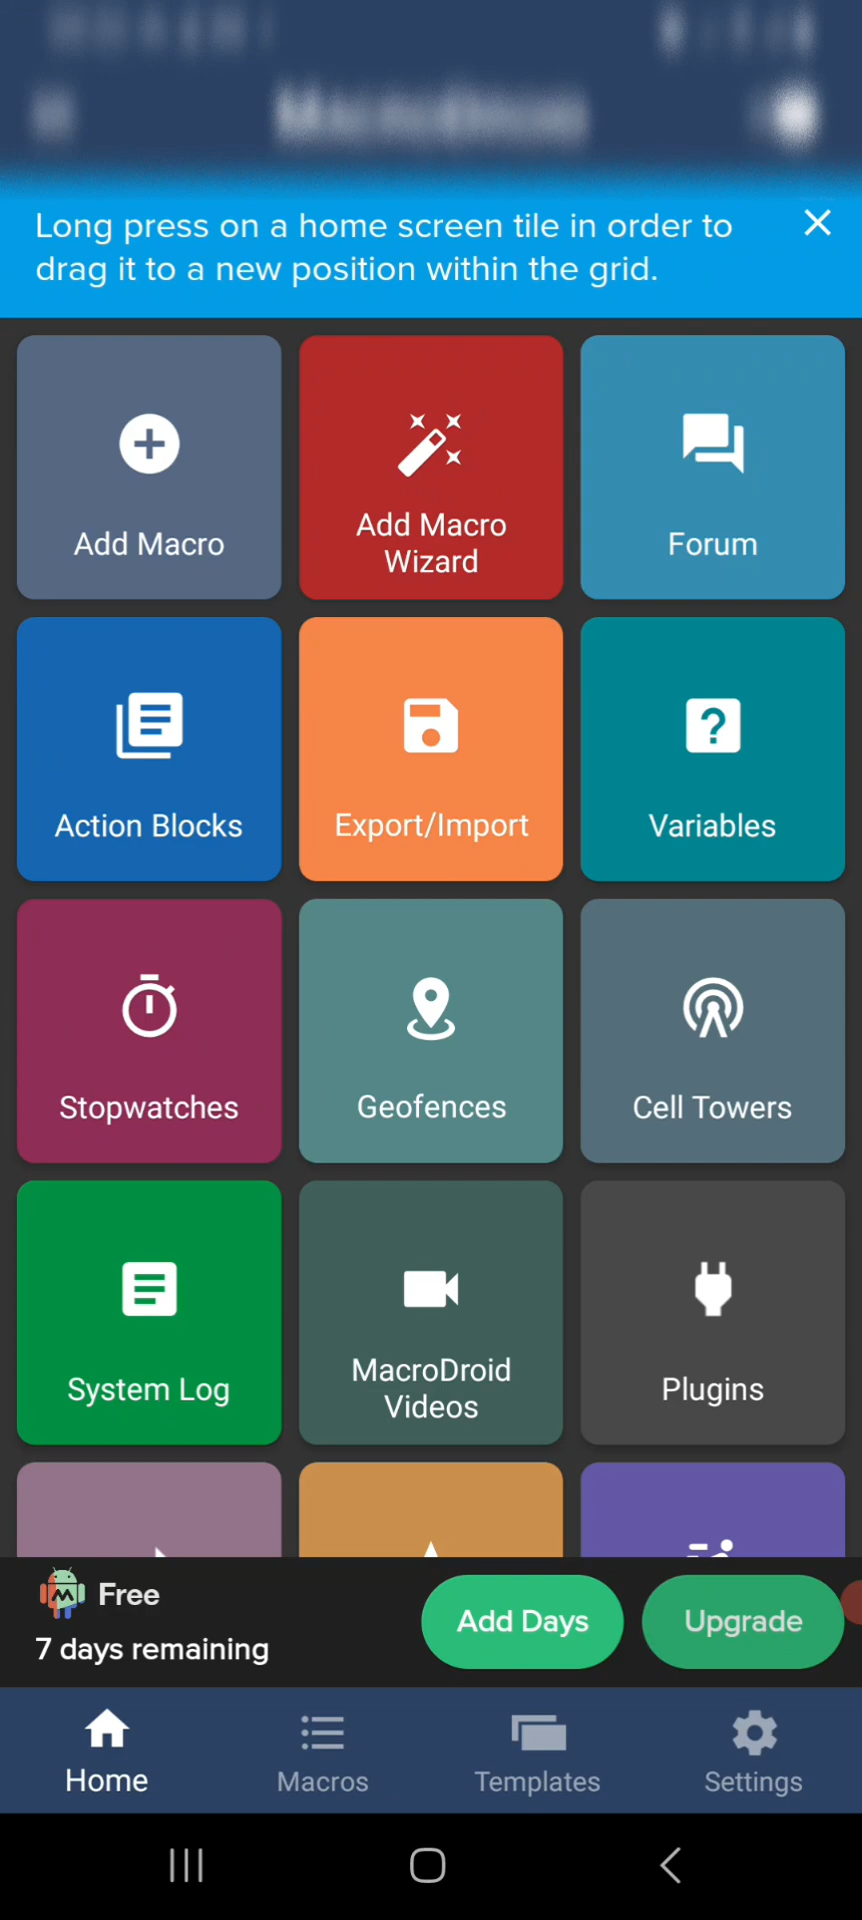 Long press on a home screen tile in order to
drag it to a new position within the grid.
Add Macro
Add Macro
Wizard
Forum
Action Blocks
Export/Import
Variables
Stopwatches
Geofences
Cell Towers
System Log
MacroDroid
Videos
Plugins
Free
7 days remaining
Add Days
Upgrade
Home
Macros
Templates
Settings